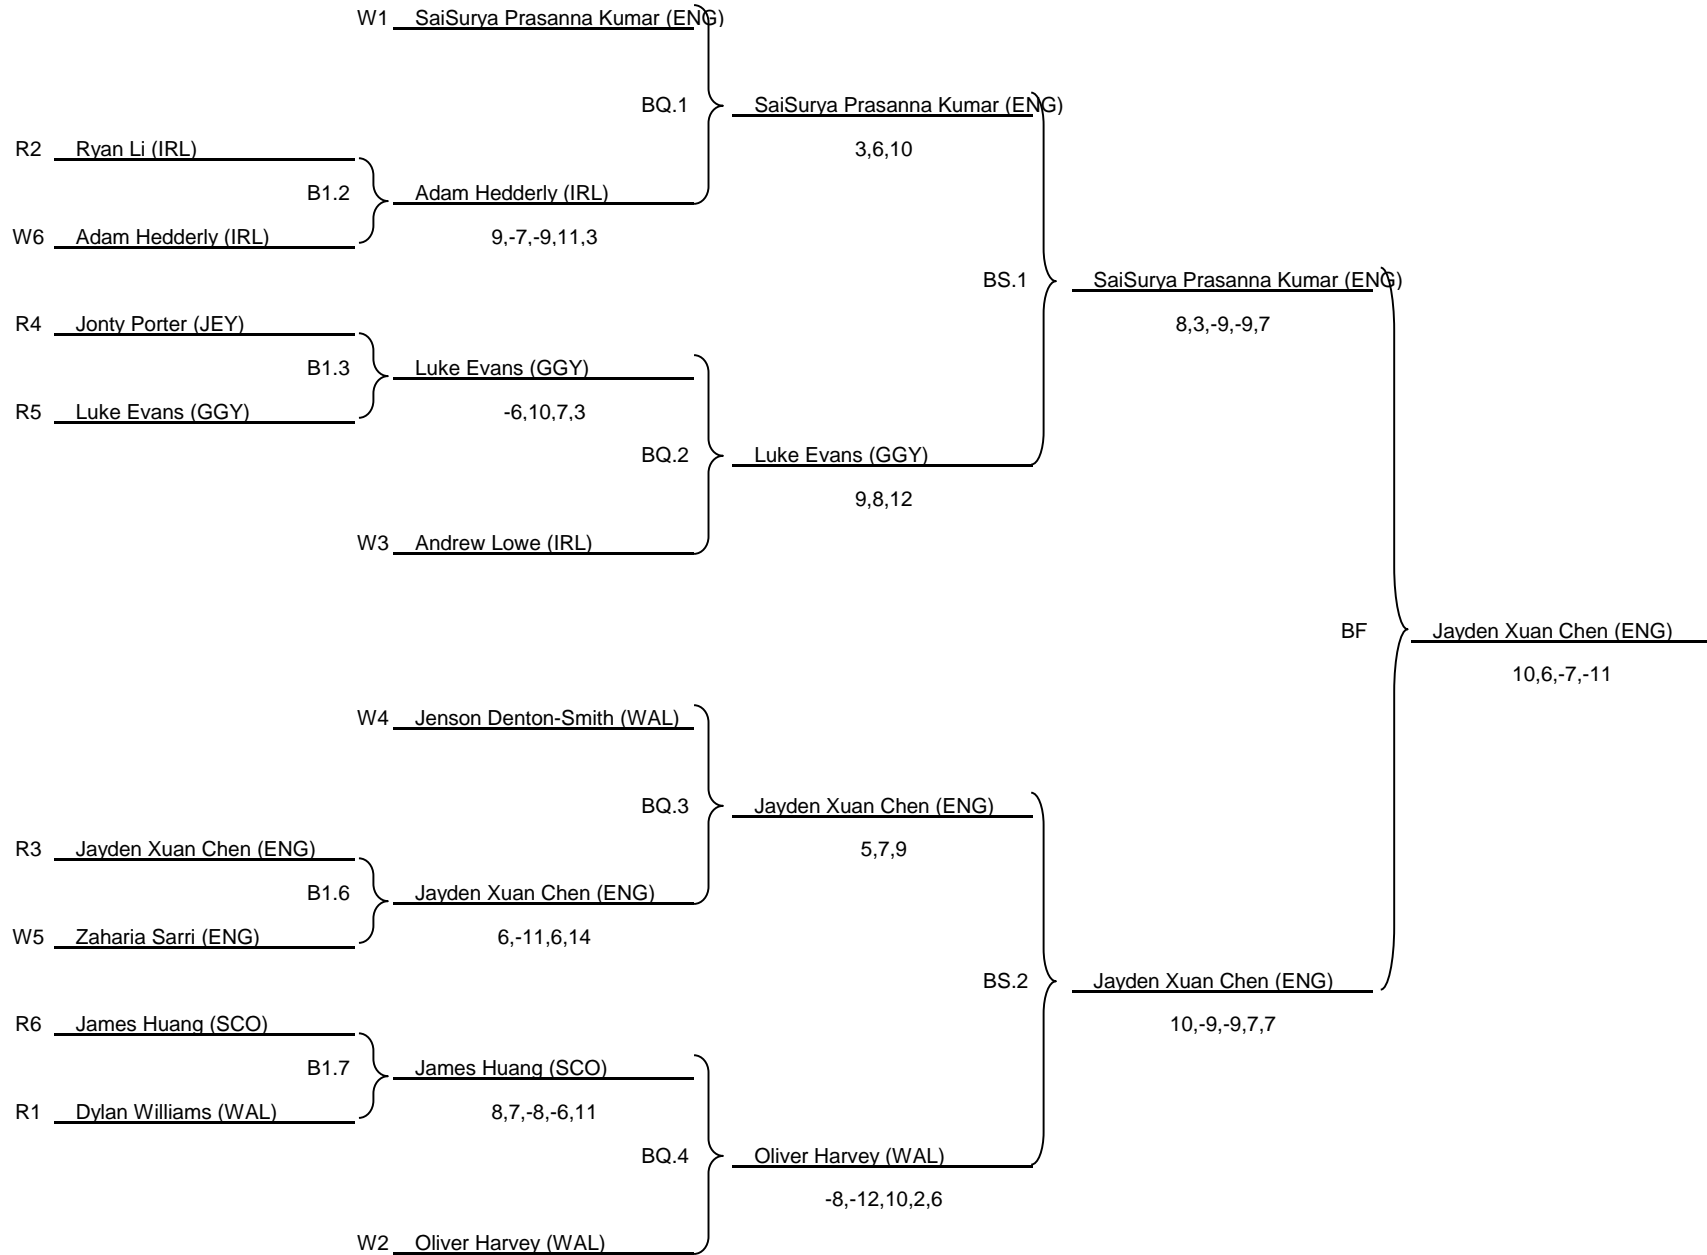 W1 SaiSurya Prasanna Kumar (ENG)
BQ.1 SaiSurya Prasanna Kumar (ENG)
R2 Ryan Li (IRL) 3,6,10
B1.2 Adam Hedderly (IRL)
W6 Adam Hedderly (IRL) 9,-7,-9,11,3
BS.1 SaiSurya Prasanna Kumar (ENG)
R4 Jonty Porter (JEY) 8,3,-9,-9,7
B1.3 Luke Evans (GGY)
R5 Luke Evans (GGY) -6,10,7,3
BQ.2 Luke Evans (GGY)
9,8,12
W3 Andrew Lowe (IRL)
BF Jayden Xuan Chen (ENG)
10,6,-7,-11
W4 Jenson Denton-Smith (WAL)
BQ.3 Jayden Xuan Chen (ENG)
R3 Jayden Xuan Chen (ENG) 5,7,9
B1.6 Jayden Xuan Chen (ENG)
W5 Zaharia Sarri (ENG) 6,-11,6,14
BS.2 Jayden Xuan Chen (ENG)
R6 James Huang (SCO) 10,-9,-9,7,7
B1.7 James Huang (SCO)
R1 Dylan Williams (WAL) 8,7,-8,-6,11
BQ.4 Oliver Harvey (WAL)
-8,-12,10,2,6
W2 Oliver Harvey (WAL)